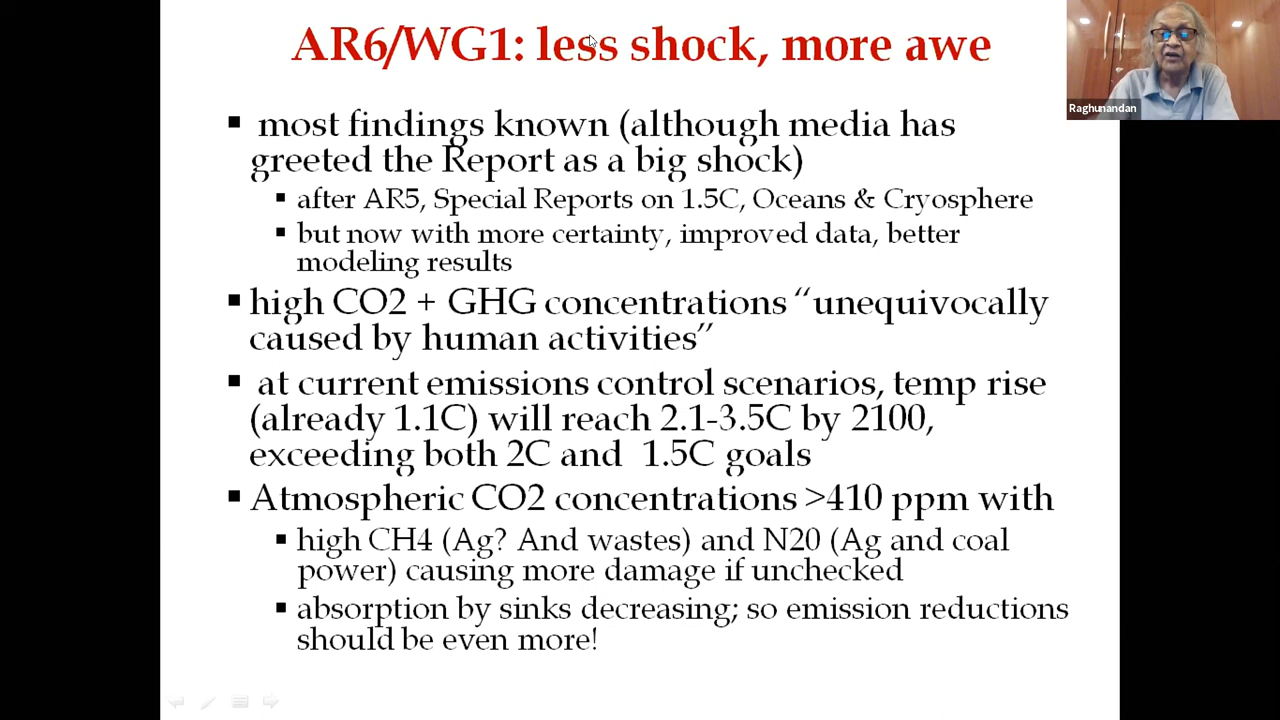 AR6/WG1: less shock, more awe
Raghunandan
▪ most findings known (although media has
greeted the Report as a big shock)
▪ after AR5, Special Reports on 1.5C, Oceans & Cryosphere
▪ but now with more certainty, improved data, better
modeling results
▪ high CO2 + GHG concentrations “unequivocally
caused by human activities”
▪ at current emissions control scenarios, temp rise
(already 1.1C) will reach 2.1-3.5C by 2100,
exceeding both 2C and 1.5C goals
▪ Atmospheric CO2 concentrations >410 ppm with
▪ high CH4 (Ag? And wastes) and N20 (Ag and coal
power) causing more damage if unchecked
▪ absorption by sinks decreasing; so emission reductions
should be even more!